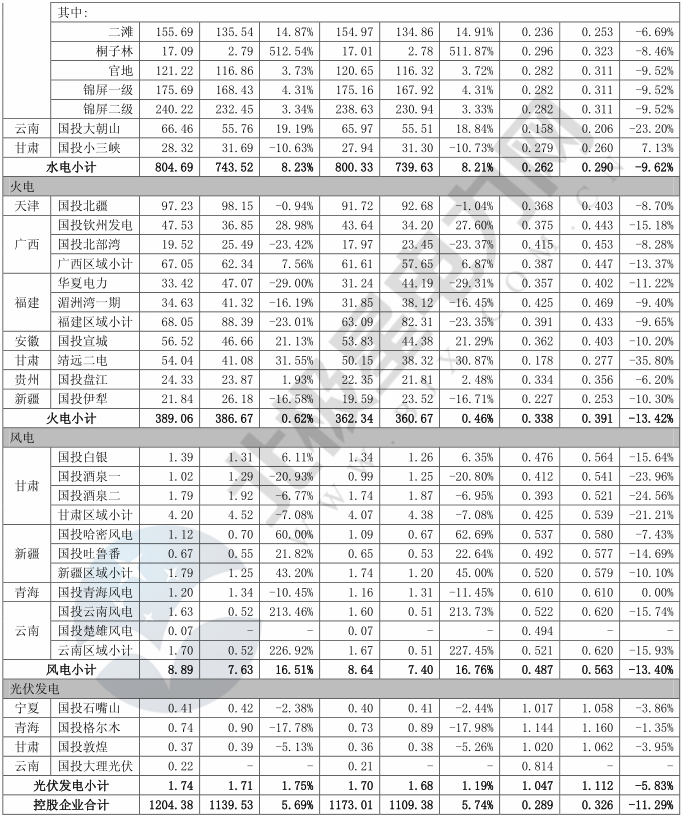 其中：
二滩 155.69 135.54 14.87% 154.97 134.86 14.91% 0.236 0.253 -6.69%
桐子林 17.09 2.79 512.54% 17.01 2.78 511.87% 0.296 0.323 -8.46%
官地 121.22 116.86 3.73% 120.65 116.32 3.72% 0.282 0.311 -9.52%
锦屏一级 175.69 168.43 4.31% 175.16 167.92 4.31% 0.282 0.311 -9.52%
锦屏二级 240.22 232.45 3.34% 238.63 230.94 3.33% 0.282 0.311 -9.52%
云南 国投大朝山 66.46 55.76 19.19% 65.97 55.51 18.84% 0.158 0.206 -23.20%
甘肃 国投小三峡 28.32 31.69 -10.63% 27.94 31.30 -10.73% 0.279 0.260 7.13%
水电小计 804.69 743.52 8.23% 800.33 739.63 8.21% 0.262 0.290 -9.62%
火电
天津 国投北疆 97.23 98.15 -0.94% 91.72 92.68 -1.04% 0.368 0.403 -8.70%
广西 国投钦州发电 47.53 36.85 28.98% 43.64 34.20 27.60% 0.375 0.443 -15.18%
国投北部湾 19.52 25.49 -23.42% 17.97 23.45 -23.37% 0.415 0.453 -8.28%
广西区域小计 67.05 62.34 7.56% 61.61 57.65 6.87% 0.387 0.447 -13.37%
福建 华夏电力 33.42 47.07 -29.00% 31.24 44.19 -29.31% 0.357 0.402 -11.22%
湄洲湾一期 34.63 41.32 -16.19% 31.85 38.12 -16.45% 0.425 0.469 -9.40%
福建区域小计 68.05 88.39 -23.01% 63.09 82.31 -23.35% 0.391 0.433 -9.65%
安徽 国投宣城 56.52 46.66 21.13% 53.83 44.38 21.29% 0.362 0.403 -10.20%
甘肃 靖远二电 54.04 41.08 31.55% 50.15 38.32 30.87% 0.178 0.277 -35.80%
贵州 国投盘江 24.33 23.87 1.93% 22.35 21.81 2.48% 0.334 0.356 -6.20%
新疆 国投伊犁 21.84 26.18 -16.58% 19.59 23.52 -16.71% 0.227 0.253 -10.30%
火电小计 389.06 386.67 0.62% 362.34 360.67 0.46% 0.338 0.391 -13.42%
风电
甘肃 国投白银 1.39 1.31 6.11% 1.34 1.26 6.35% 0.476 0.564 -15.64%
国投酒泉一 1.02 1.29 -20.93% 0.99 1.25 -20.80% 0.412 0.541 -23.96%
国投酒泉二 1.79 1.92 -6.77% 1.74 1.87 -6.95% 0.393 0.521 -24.56%
甘肃区域小计 4.20 4.52 -7.08% 4.07 4.38 -7.08% 0.425 0.539 -21.21%
新疆 国投哈密风电 1.12 0.70 60.00% 1.09 0.67 62.69% 0.537 0.580 -7.43%
国投吐鲁番 0.67 0.55 21.82% 0.65 0.53 22.64% 0.492 0.577 -14.69%
新疆区域小计 1.79 1.25 43.20% 1.74 1.20 45.00% 0.520 0.579 -10.10%
青海 国投青海风电 1.20 1.34 -10.45% 1.16 1.31 -11.45% 0.610 0.610 0.00%
云南 国投云南风电 1.63 0.52 213.46% 1.60 0.51 213.73% 0.522 0.620 -15.74%
国投楚雄风电 0.07 - - 0.07 - - 0.494 - -
云南区域小计 1.70 0.52 226.92% 1.67 0.51 227.45% 0.521 0.620 -15.93%
风电小计 8.89 7.63 16.51% 8.64 7.40 16.76% 0.487 0.563 -13.40%
光伏发电
宁夏 国投石嘴山 0.41 0.42 -2.38% 0.40 0.41 -2.44% 1.017 1.058 -3.86%
青海 国投格尔木 0.74 0.90 -17.78% 0.73 0.89 -17.98% 1.144 1.160 -1.35%
甘肃 国投敦煌 0.37 0.39 -5.13% 0.36 0.38 -5.26% 1.020 1.062 -3.95%
云南 国投大理光伏 0.22 - - 0.21 - - 0.814 - -
光伏发电小计 1.74 1.71 1.75% 1.70 1.68 1.19% 1.047 1.112 -5.83%
控股企业合计 1204.38 1139.53 5.69% 1173.01 1109.38 5.74% 0.289 0.326 -11.29%
北极星电力网